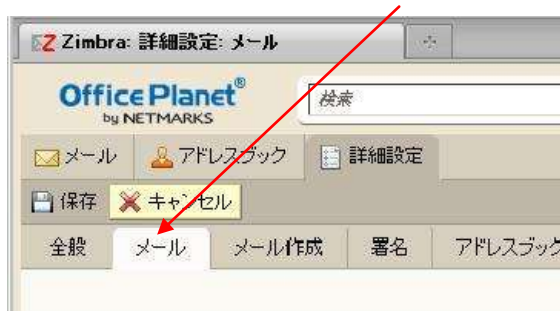 Zimbra: 詳細設定: メール
Office Planet®
by NETMARKS
検索
メール アドレスブック 詳細設定
保存 キャンセル
全般 メール メール作成 署名 アドレスブック